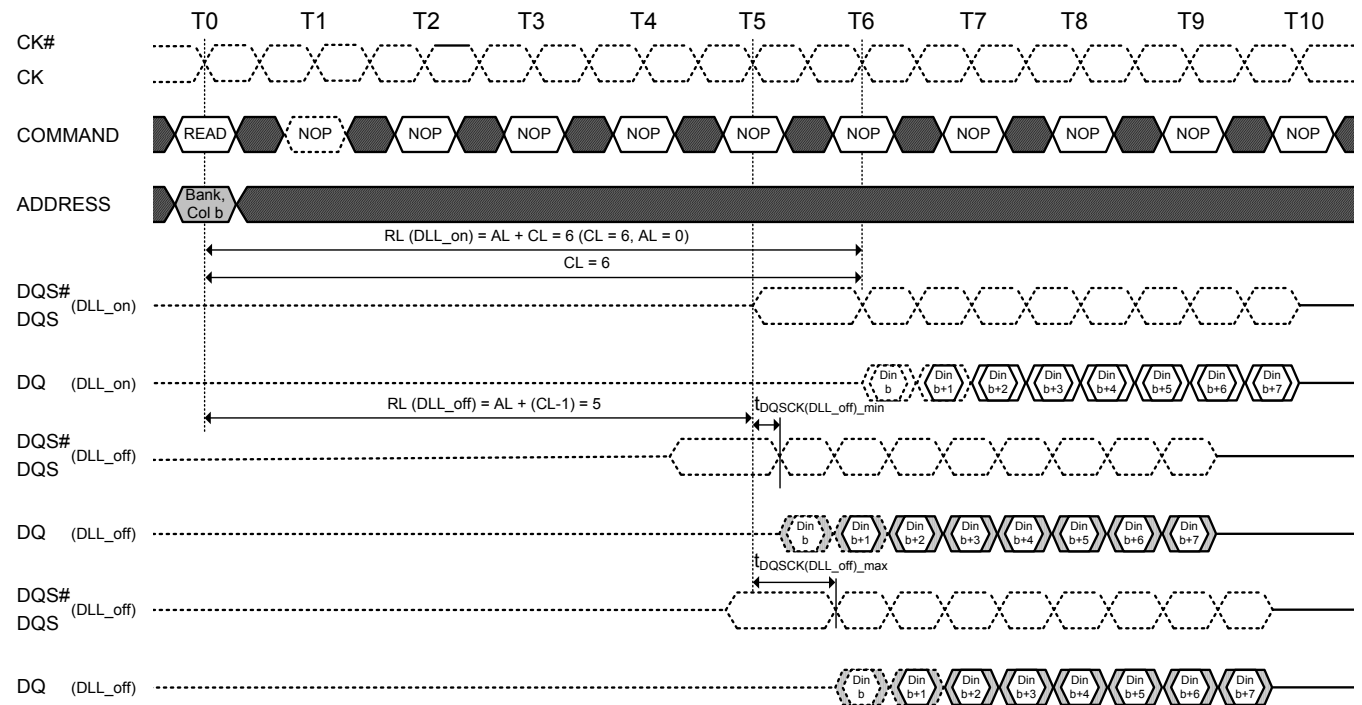 T0 T1 T2 T3 T4 T5 T6 T7 T8 T9 T10
CK#
CK
COMMAND READ NOP NOP NOP NOP NOP NOP NOP NOP NOP NOP
ADDRESS Bank, Col b
RL (DLL_on) = AL + CL = 6 (CL = 6, AL = 0)
CL = 6
DQS# (DLL_on)
DQS
DQ (DLL_on) Din b Din b+1 Din b+2 Din b+3 Din b+4 Din b+5 Din b+6 Din b+7
RL (DLL_off) = AL + (CL-1) = 5
tDQSCK(DLL_off)_min
DQS# (DLL_off)
DQS
DQ (DLL_off) Din b Din b+1 Din b+2 Din b+3 Din b+4 Din b+5 Din b+6 Din b+7
tDQSCK(DLL_off)_max
DQS# (DLL_off)
DQS
DQ (DLL_off) Din b Din b+1 Din b+2 Din b+3 Din b+4 Din b+5 Din b+6 Din b+7